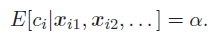 E[c_i|x_{i1}, x_{i2}, . . . ] = α.